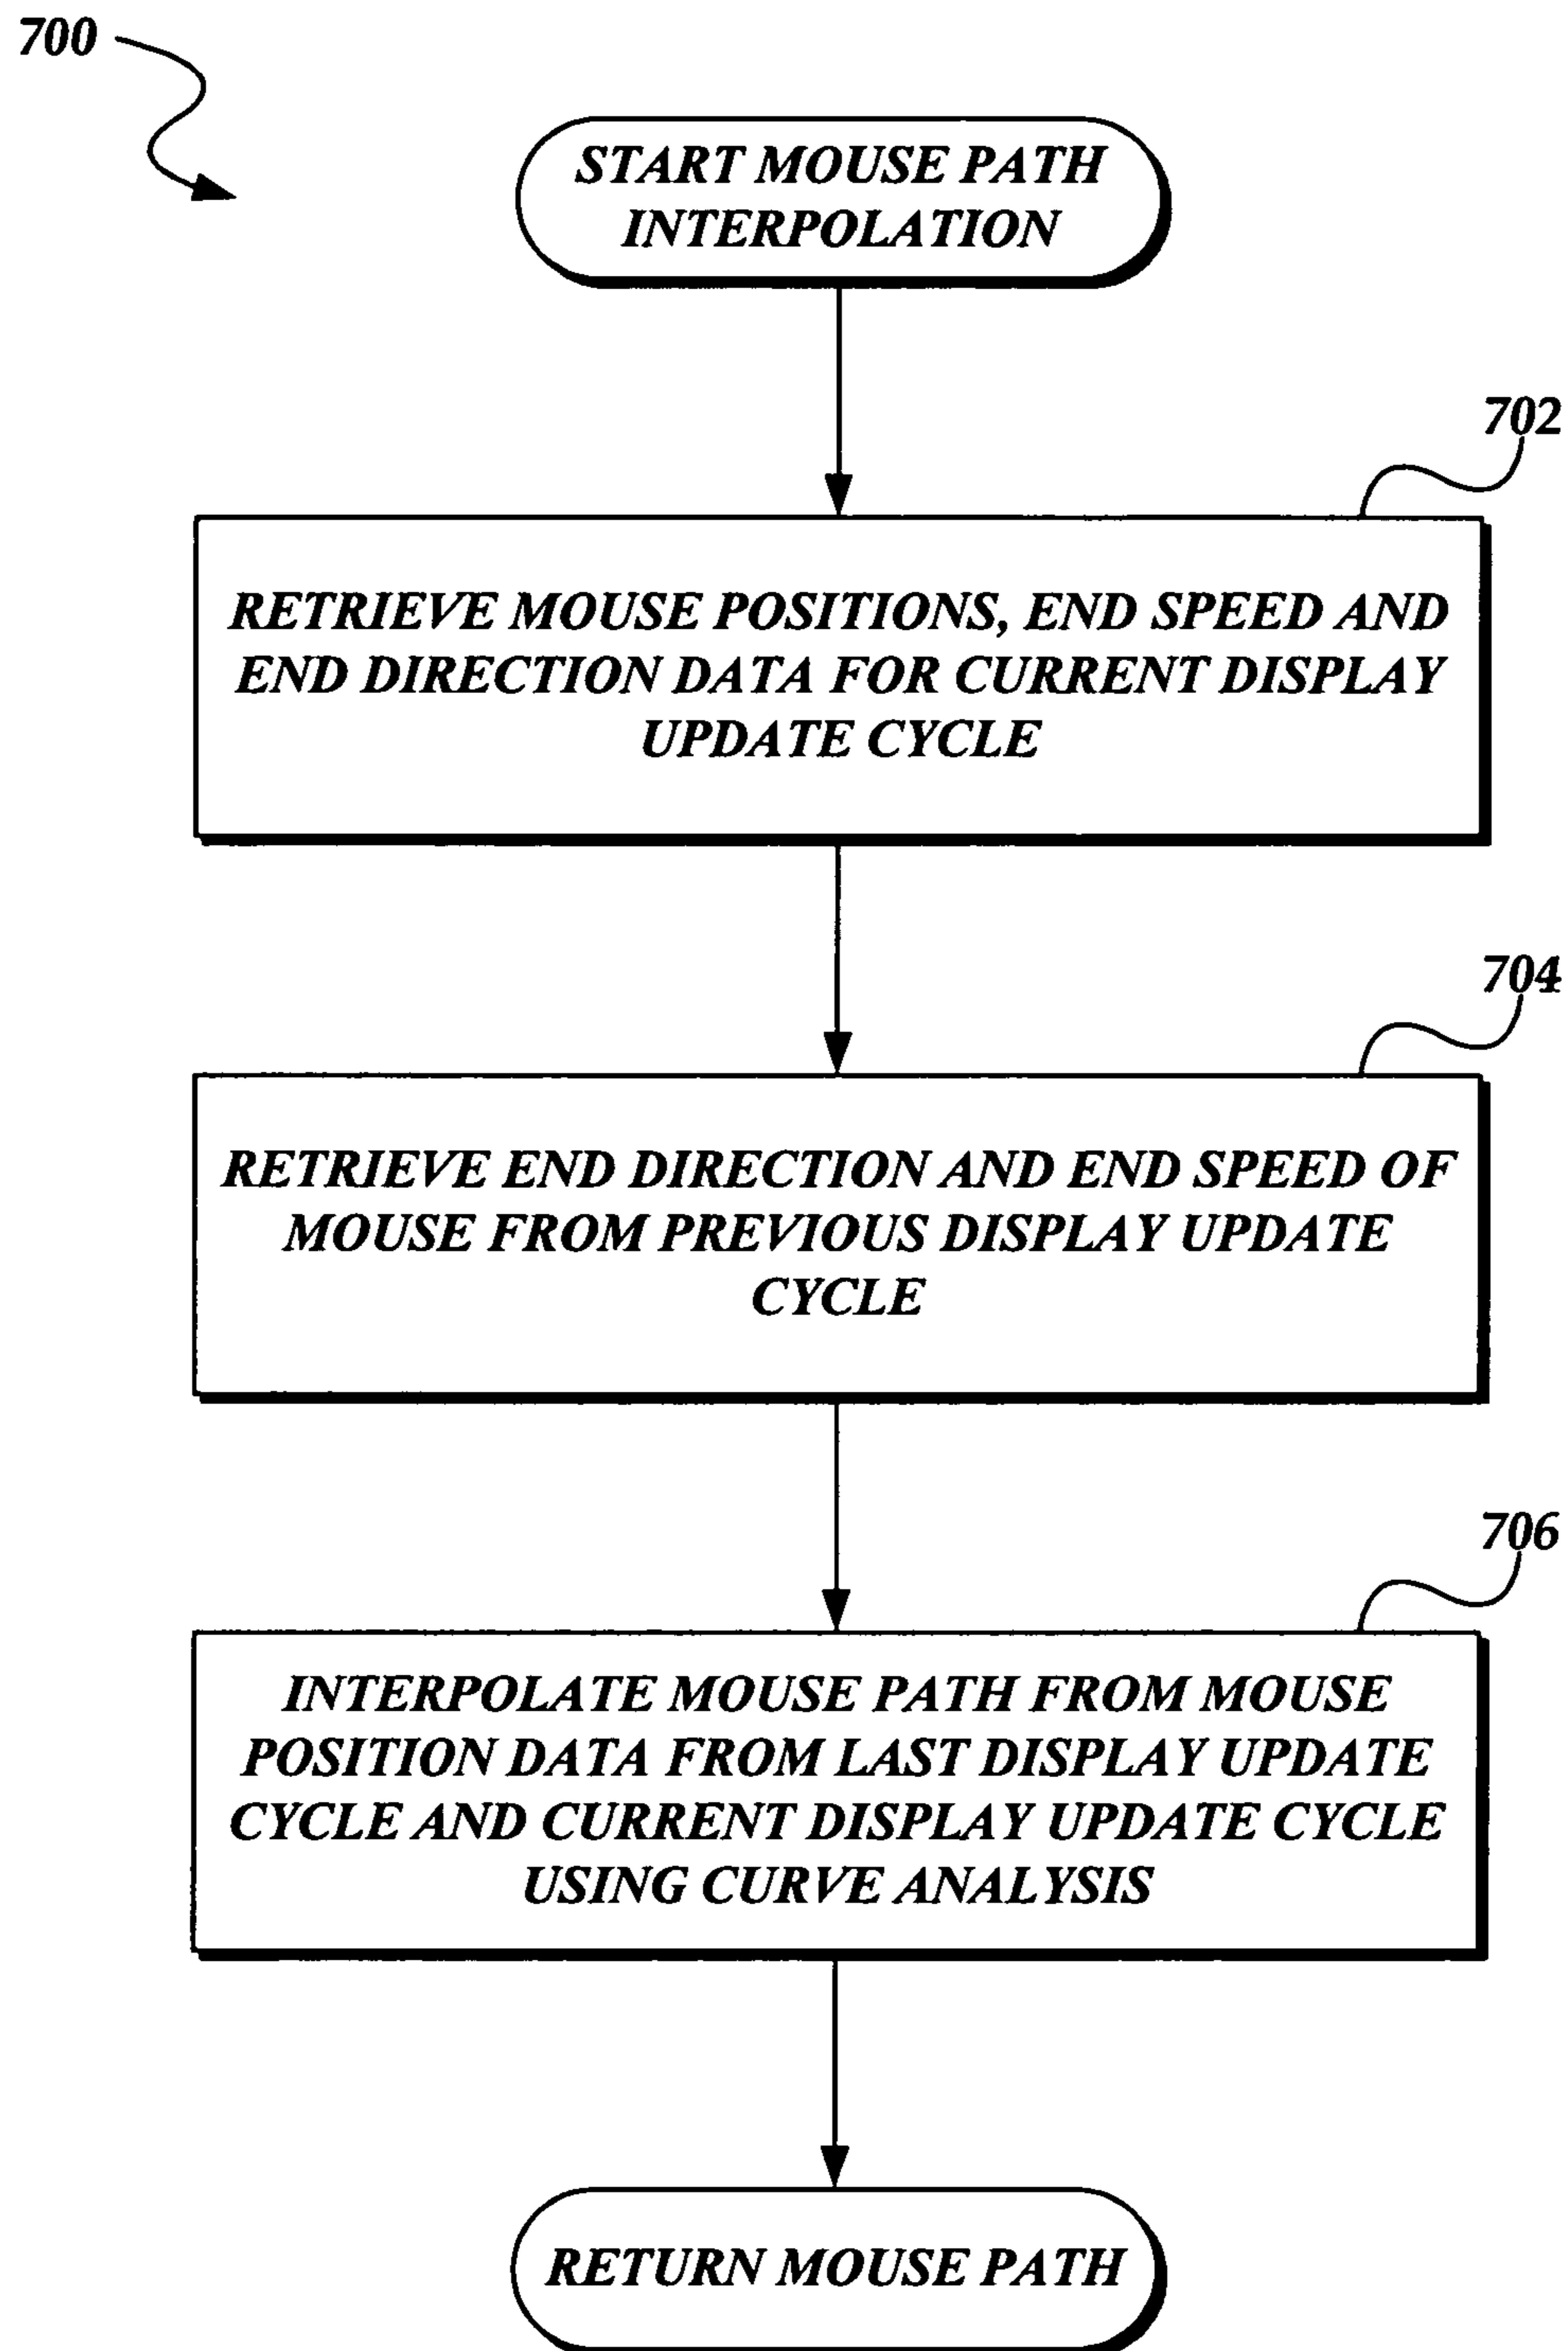 700
START MOUSE PATH
INTERPOLATION
702
RETRIEVE MOUSE POSITIONS, END SPEED AND
END DIRECTION DATA FOR CURRENT DISPLAY
UPDATE CYCLE
704
RETRIEVE END DIRECTION AND END SPEED OF
MOUSE FROM PREVIOUS DISPLAY UPDATE
CYCLE
706
INTERPOLATE MOUSE PATH FROM MOUSE
POSITION DATA FROM LAST DISPLAY UPDATE
CYCLE AND CURRENT DISPLAY UPDATE CYCLE
USING CURVE ANALYSIS
RETURN MOUSE PATH